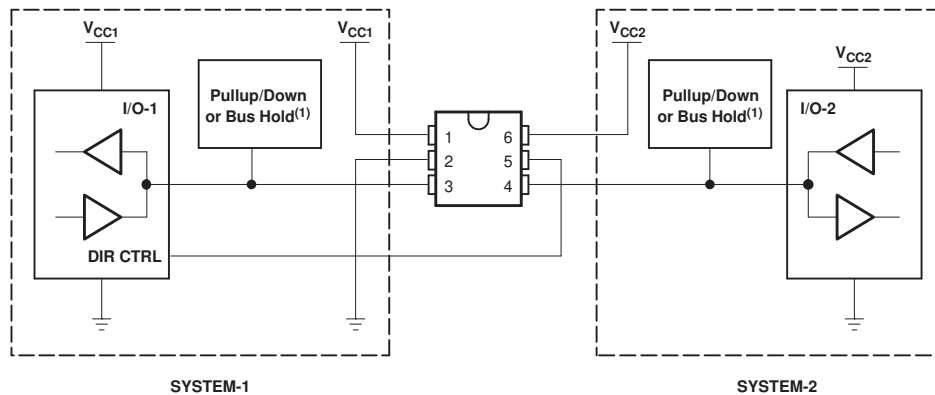 VCC1
VCC1
VCC2
VCC2
I/O-1
Pullup/Down
or Bus Hold(1)
1
2
3
6
5
4
Pullup/Down
or Bus Hold(1)
I/O-2
DIR CTRL
SYSTEM-1
SYSTEM-2